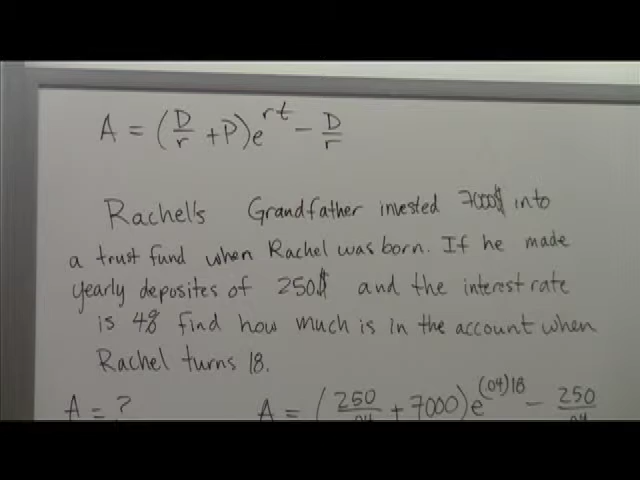 A = (D/r + P)e^rt - D/r
Rachell's Grandfather invested 7000$ into
a trust fund when Rachel was born. If he made
yearly deposites of 250$ and the interest rate
is 4% find how much is in the account when
Rachel turns 18.
A = ?
A = (250/.04 + 7000)e^(.04)18 - 250/.04